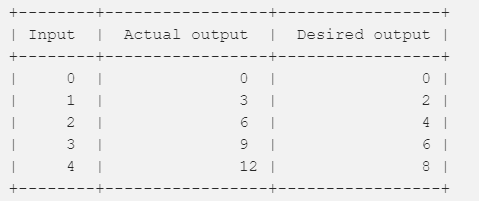 +--------+-----------------+-----------------+
| Input  |  Actual output  |  Desired output |
+--------+-----------------+-----------------+
|     0  |              0  |               0 |
|     1  |              3  |               2 |
|     2  |              6  |               4 |
|     3  |              9  |               6 |
|     4  |              12 |               8 |
+--------+-----------------+-----------------+